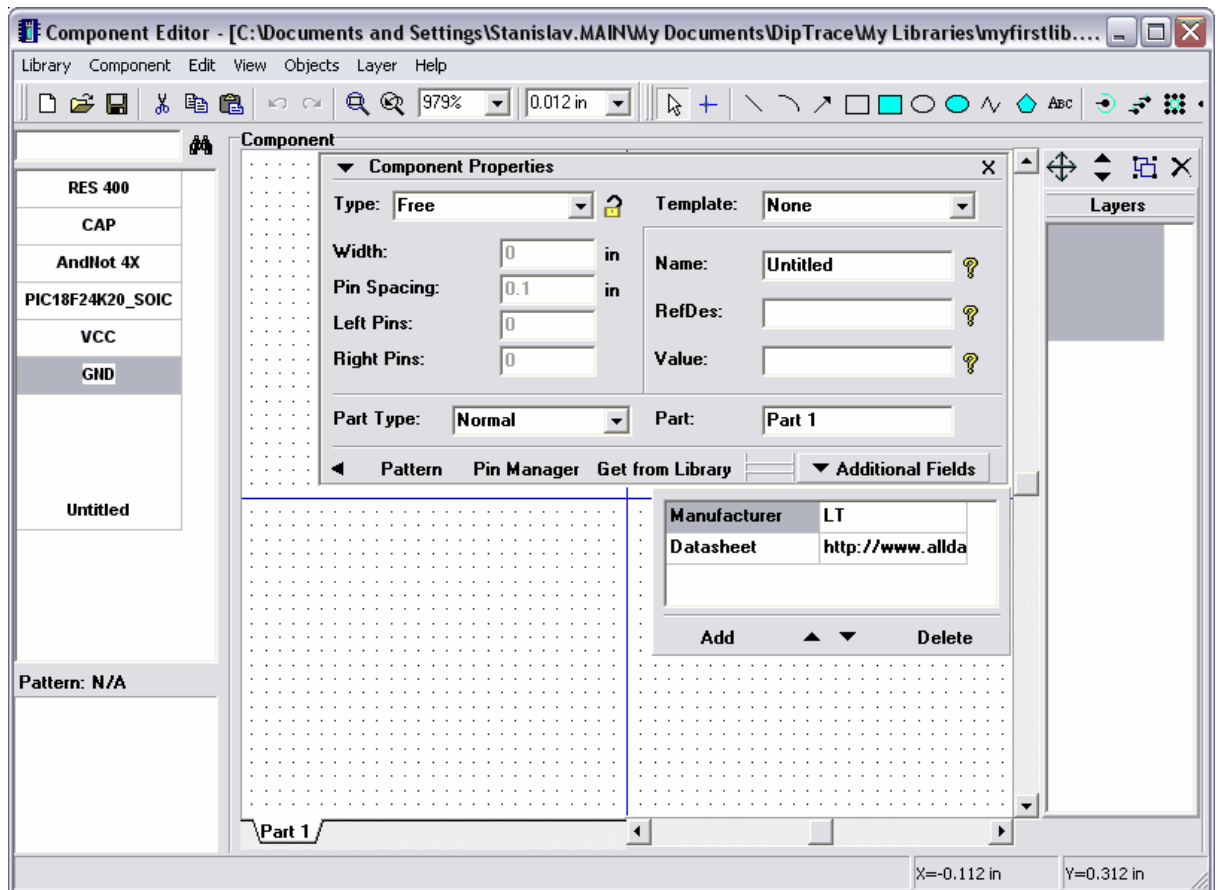 Component Editor - [C:\Documents and Settings\Stanislav.MAIN\My Documents\DipTrace\My Libraries\myfirstlib....
Library Component Edit View Objects Layer Help
979% 0.012 in ABC
Component
RES 400
CAP
AndNot 4X
PIC18F24K20_SOIC
VCC
GND
Untitled
Pattern: N/A
Component Properties X
Type: Free Template: None
Width: 0 in
Pin Spacing: 0.1 in
Left Pins: 0
Right Pins: 0
Name: Untitled
RefDes:
Value:
Part Type: Normal Part: Part 1
Pattern Pin Manager Get from Library Additional Fields
Manufacturer LT
Datasheet http://www.allda
Add Delete
Layers
Part 1
X=-0.112 in Y=0.312 in